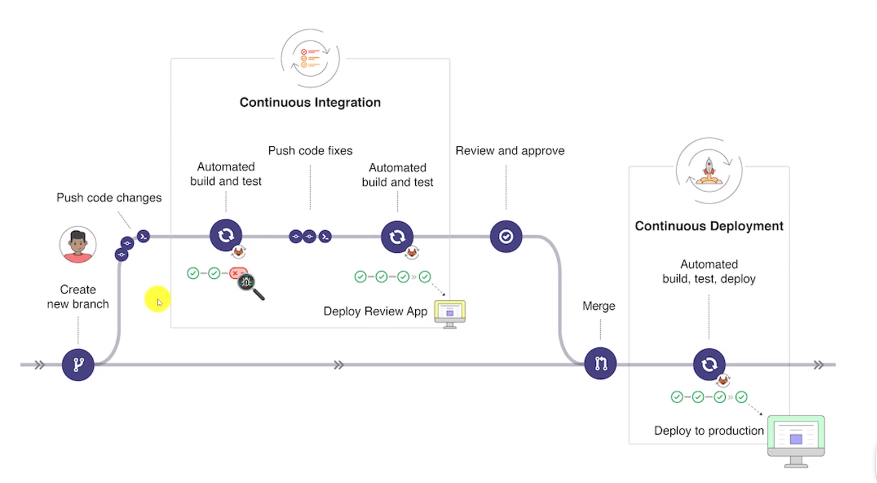 Continuous Integration
Push code fixes
Automated
build and test
Automated
build and test
Review and approve
Push code changes
Continuous Deployment
Automated
build, test, deploy
Create
new branch
Deploy Review App
Merge
Deploy to production